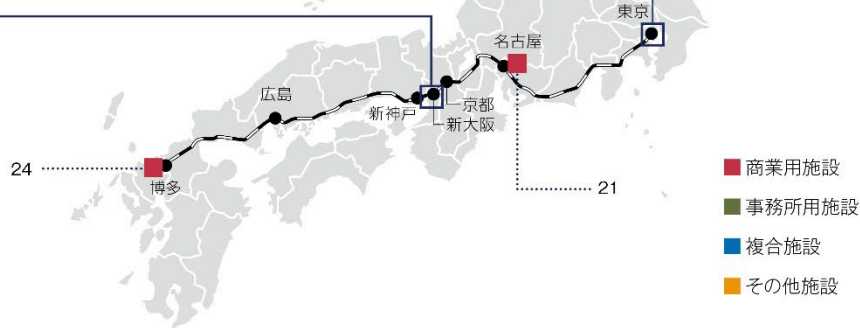 東京
名古屋
広島
新神戸
京都
新大阪
博多
24
21
商業用施設
事務所用施設
複合施設
その他施設